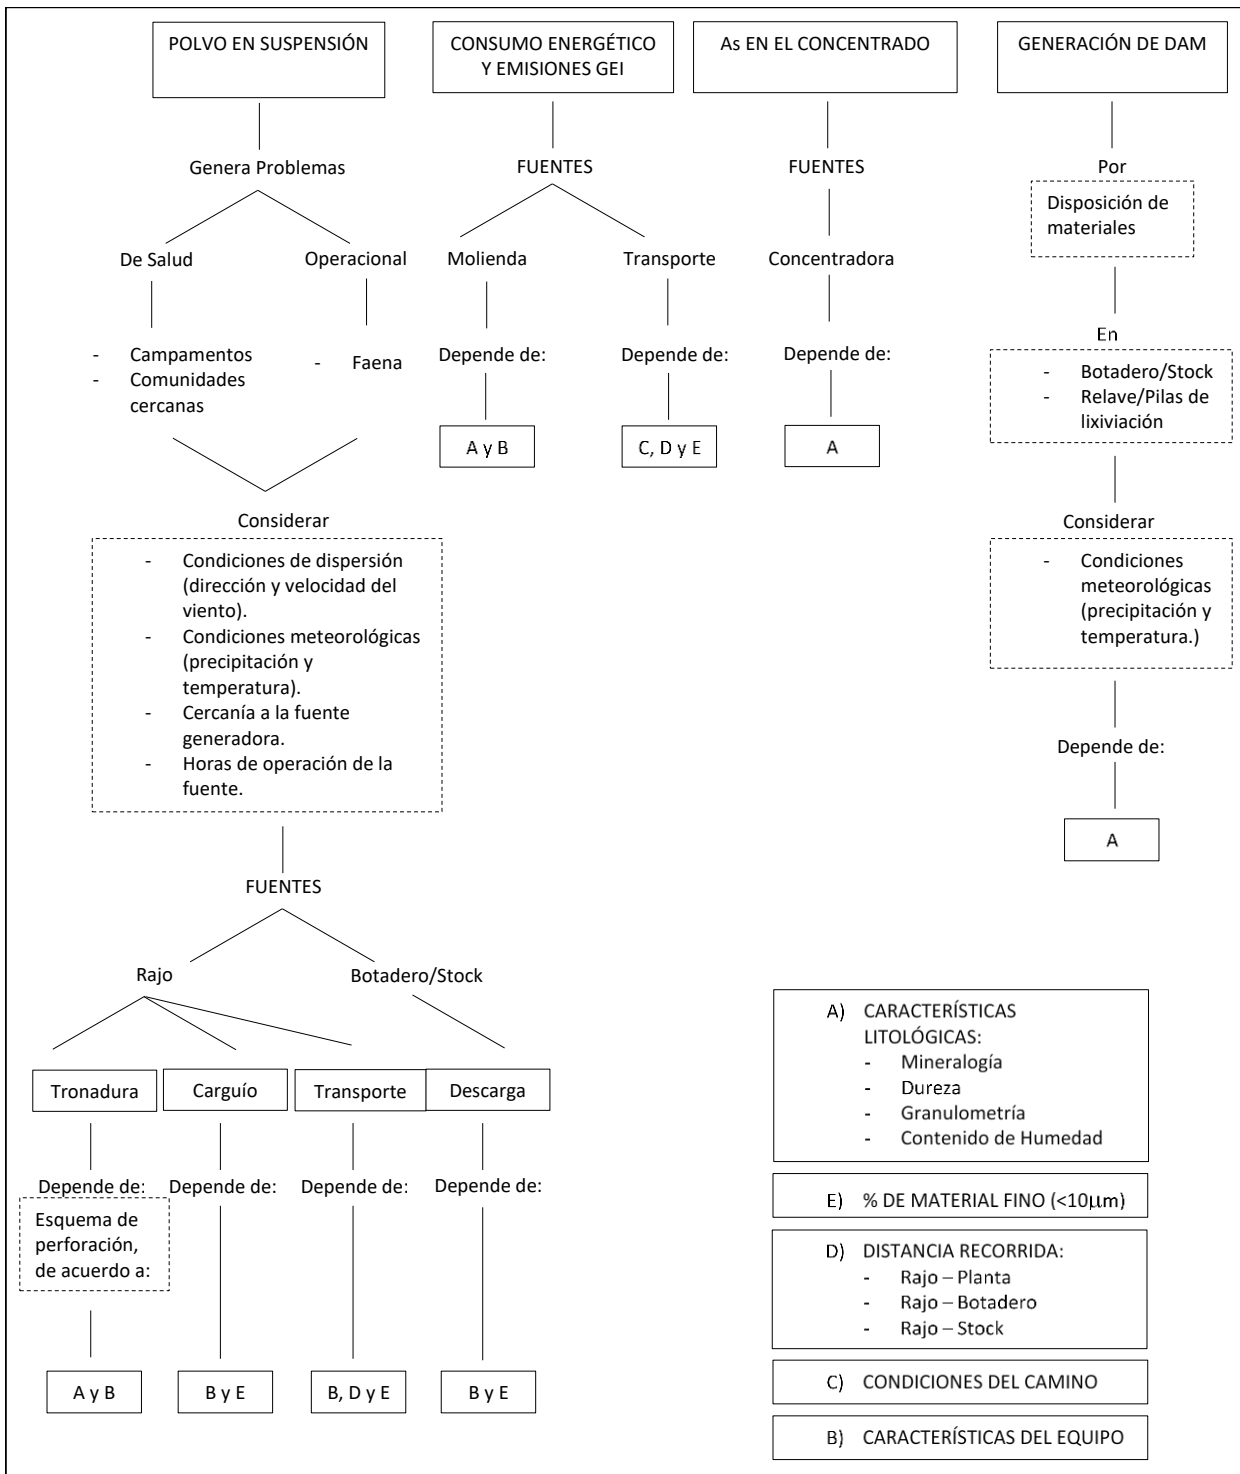 POLVO EN SUSPENSIÓN
CONSUMO ENERGÉTICO
Y EMISIONES GEI
As EN EL CONCENTRADO
GENERACIÓN DE DAM
Genera Problemas
FUENTES
FUENTES
Por
Disposición de
materiales
De Salud
Operacional
Molienda
Transporte
Concentradora
En
- Campamentos
- Comunidades
cercanas
- Faena
Depende de:
Depende de:
Depende de:
- Botadero/Stock
- Relave/Pilas de
lixiviación
A y B
C, D y E
A
Considerar
Considerar
- Condiciones de dispersión
(dirección y velocidad del
viento).
- Condiciones meteorológicas
(precipitación y
temperatura).
- Cercanía a la fuente
generadora.
- Horas de operación de la
fuente.
- Condiciones
meteorológicas
(precipitación y
temperatura.)
Depende de:
A
FUENTES
Rajo
Botadero/Stock
Tronadura
Carguío
Transporte
Descarga
Depende de:
Depende de:
Depende de:
Depende de:
Esquema de
perforación,
de acuerdo a:
A y B
B y E
B, D y E
B y E
A) CARACTERÍSTICAS
LITOLÓGICAS:
- Mineralogía
- Dureza
- Granulometría
- Contenido de Humedad
E) % DE MATERIAL FINO (<10µm)
D) DISTANCIA RECORRIDA:
- Rajo – Planta
- Rajo – Botadero
- Rajo – Stock
C) CONDICIONES DEL CAMINO
B) CARACTERÍSTICAS DEL EQUIPO